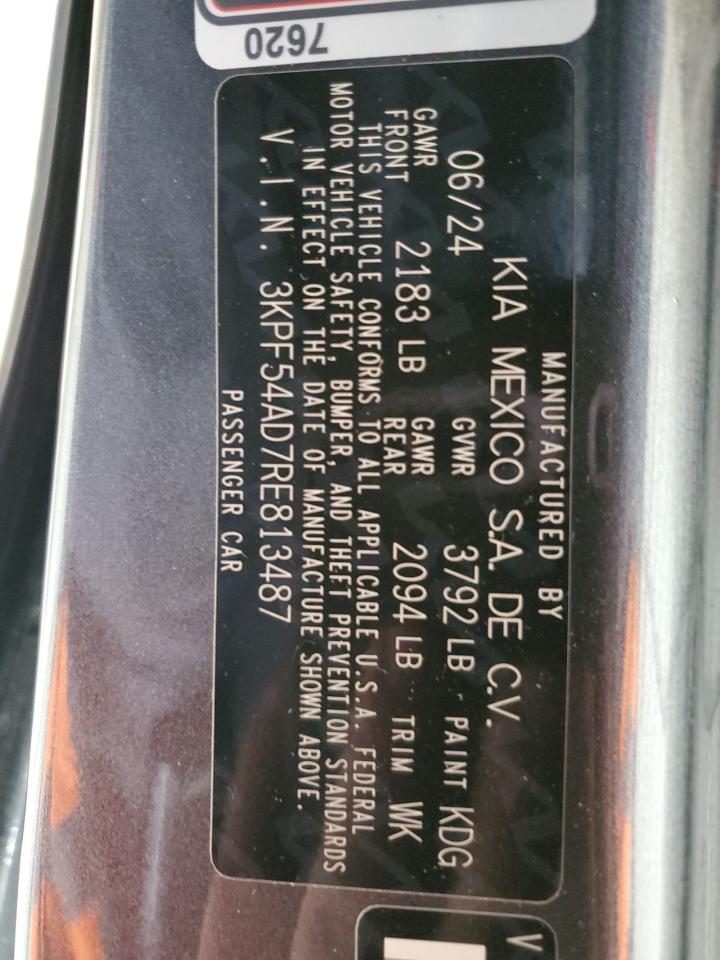 7620
MANUFACTURED BY
KIA MEXICO S.A. DE C.V.
06/24 GVWR 3792 LB PAINT KDG
GAWR FRONT 2183 LB GAWR REAR 2094 LB TRIM WK
THIS VEHICLE CONFORMS TO ALL APPLICABLE U.S.A. FEDERAL
MOTOR VEHICLE SAFETY, BUMPER, AND THEFT PREVENTION STANDARDS
IN EFFECT ON THE DATE OF MANUFACTURE SHOWN ABOVE.
V.I.N. 3KPF54AD7RE813487
PASSENGER CAR
V